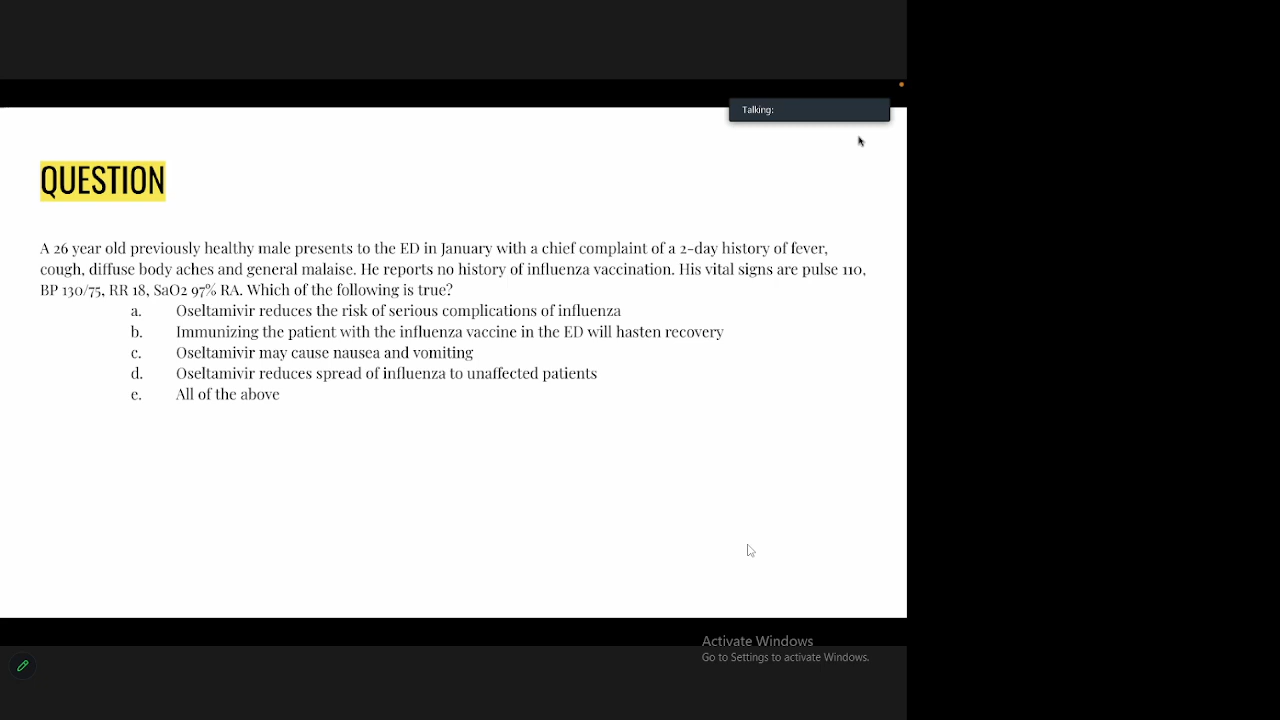 Talking:
QUESTION
A 26 year old previously healthy male presents to the ED in January with a chief complaint of a 2-day history of fever,
cough, diffuse body aches and general malaise. He reports no history of influenza vaccination. His vital signs are pulse 110,
BP 130/75, RR 18, SaO2 97% RA. Which of the following is true?
a. Oseltamivir reduces the risk of serious complications of influenza
b. Immunizing the patient with the influenza vaccine in the ED will hasten recovery
c. Oseltamivir may cause nausea and vomiting
d. Oseltamivir reduces spread of influenza to unaffected patients
e. All of the above
Activate Windows
Go to Settings to activate Windows.